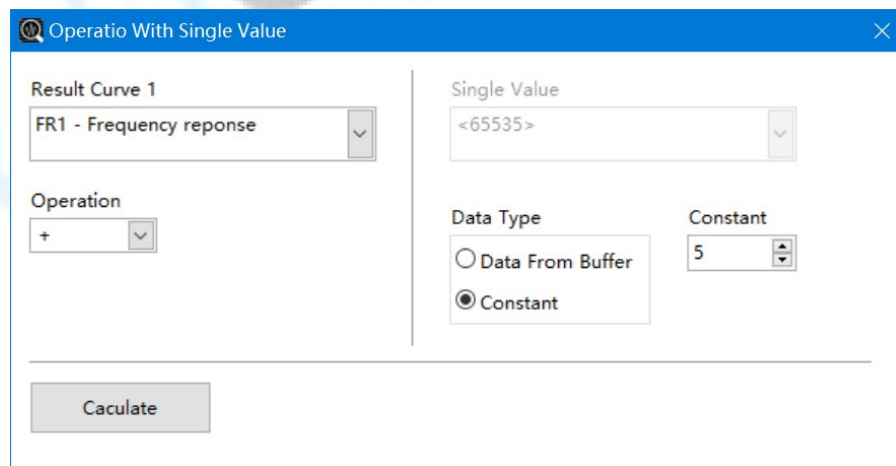 Operatio With Single Value
Result Curve 1
FR1 - Frequency reponse
Operation
+
Single Value
<65535>
Data Type
Data From Buffer
Constant
Constant
5
Caculate